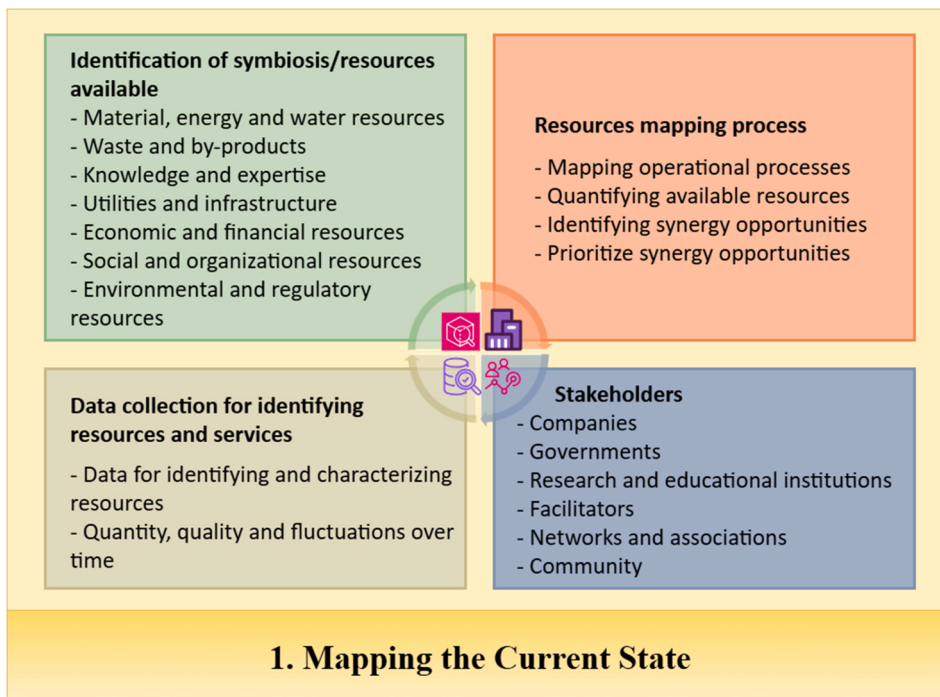 Identification of symbiosis/resources
available
- Material, energy and water resources
- Waste and by-products
- Knowledge and expertise
- Utilities and infrastructure
- Economic and financial resources
- Social and organizational resources
- Environmental and regulatory
resources
Resources mapping process
- Mapping operational processes
- Quantifying available resources
- Identifying synergy opportunities
- Prioritize synergy opportunities
Data collection for identifying
resources and services
- Data for identifying and characterizing
resources
- Quantity, quality and fluctuations over
time
Stakeholders
- Companies
- Governments
- Research and educational institutions
- Facilitators
- Networks and associations
- Community
1. Mapping the Current State